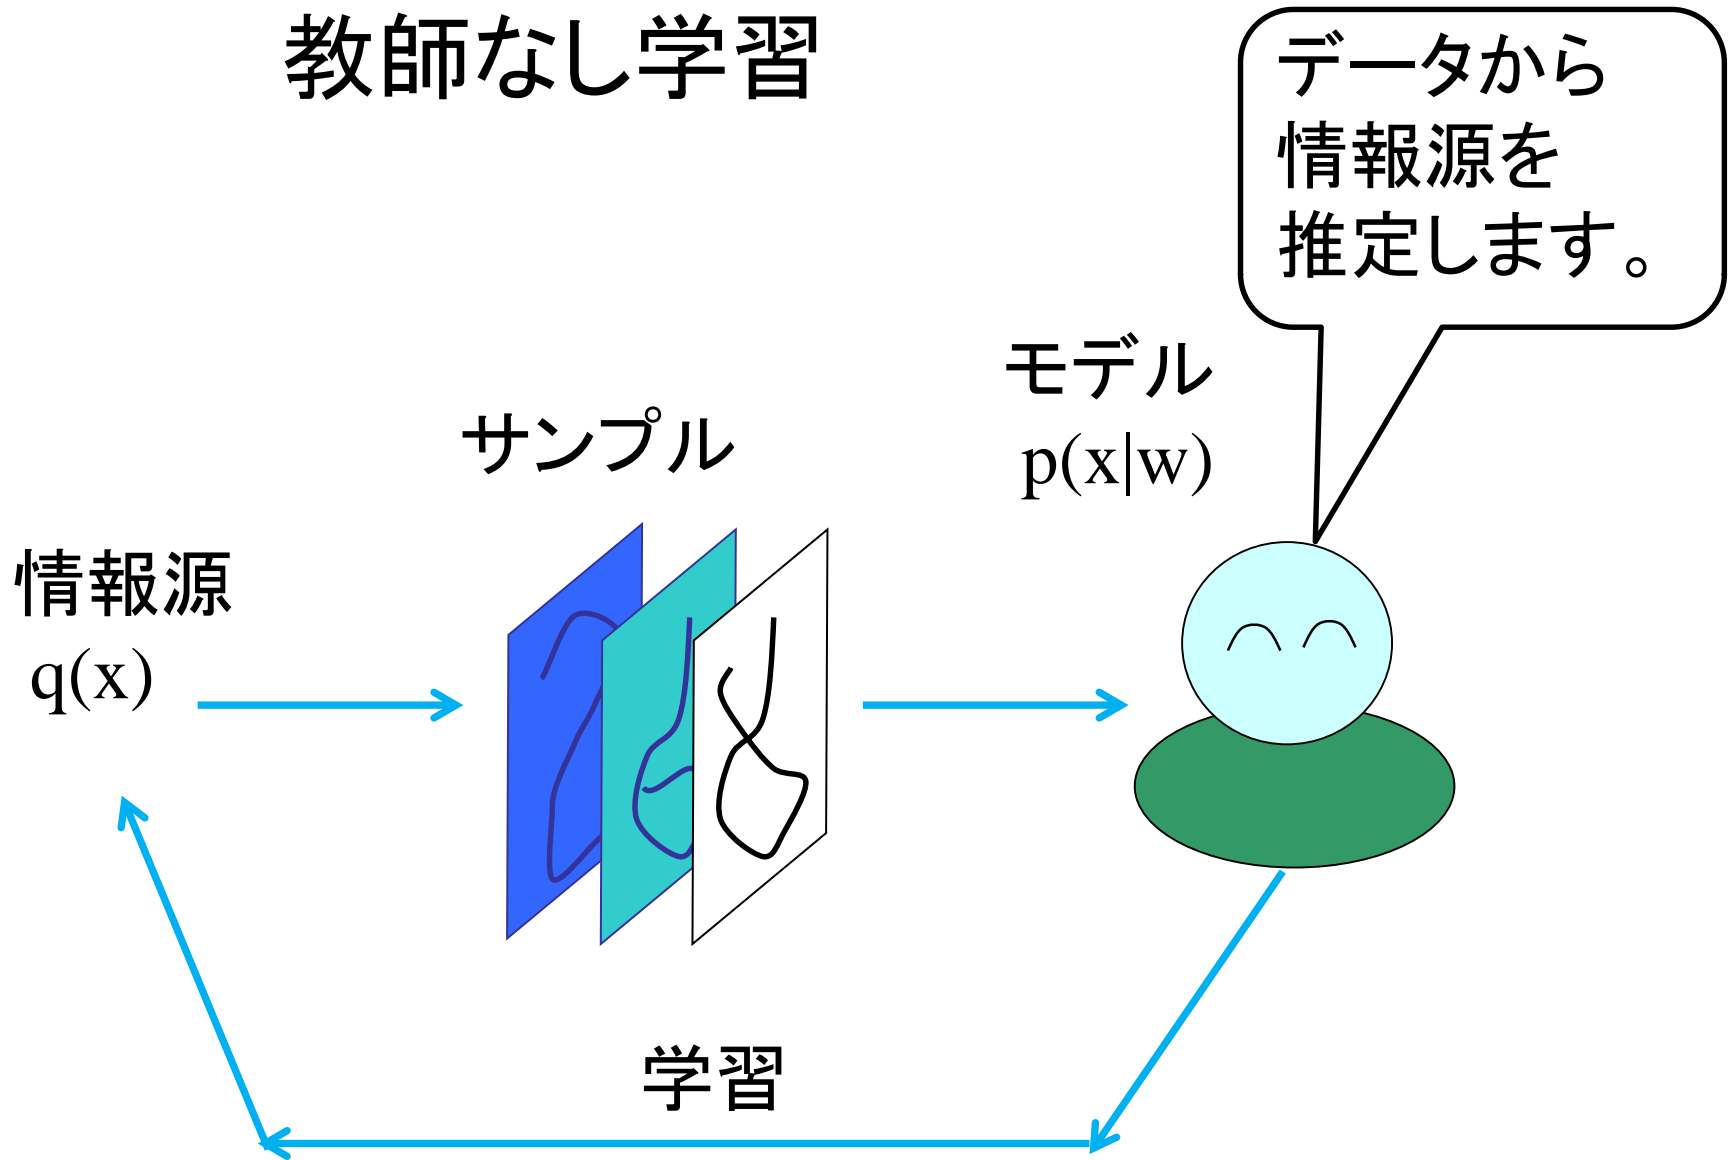 教師なし学習
データから
情報源を
推定します。
モデル
p(x|w)
サンプル
情報源
q(x)
学習